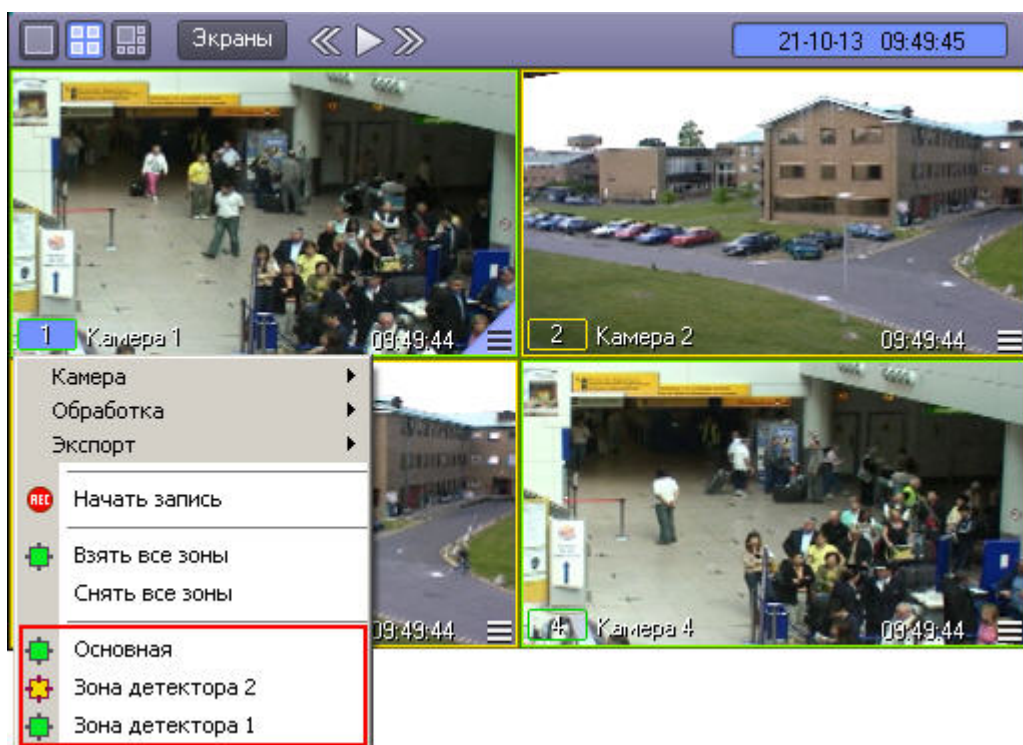 Экраны
21-10-13 09:49:45
1 Камера 1 09:49:44
2 Камера 2 09:49:44
Камера
Обработка
Экспорт
REC Начать запись
Взять все зоны
Снять все зоны
09:49:44
4 Камера 4 09:49:44
Основная
Зона детектора 2
Зона детектора 1